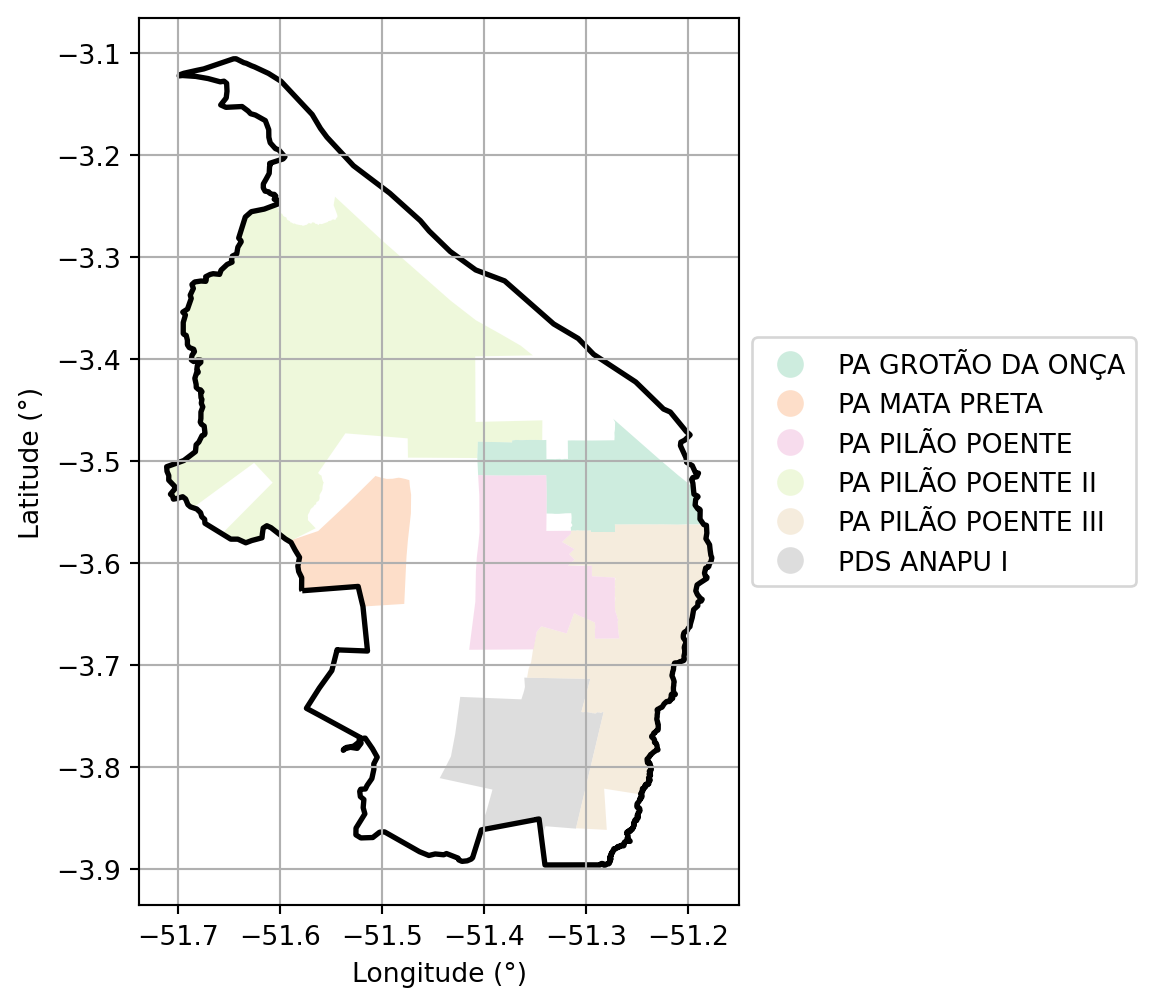 −3.1
−3.2
−3.3
−3.4
−3.5
−3.6
−3.7
−3.8
−3.9
Latitude (°)
−51.7 −51.6 −51.5 −51.4 −51.3 −51.2
Longitude (°)
PA GROTÃO DA ONÇA
PA MATA PRETA
PA PILÃO POENTE
PA PILÃO POENTE II
PA PILÃO POENTE III
PDS ANAPU I